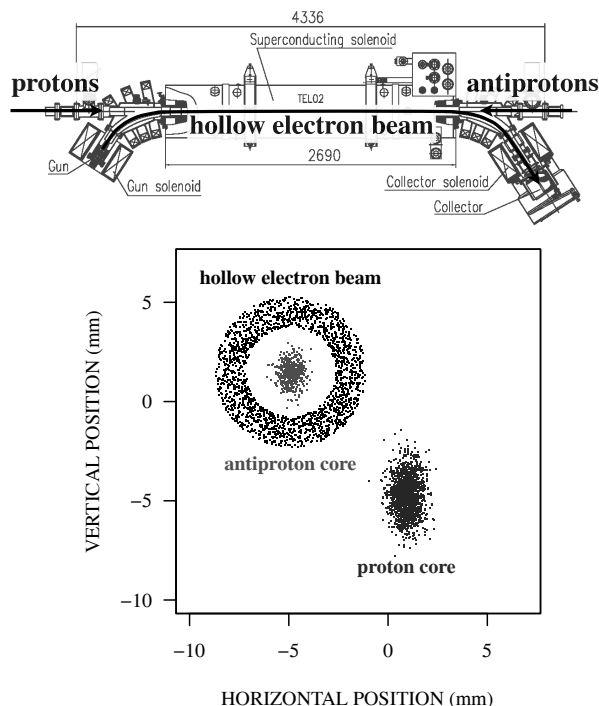 4336
Superconducting solenoid
protons
antiprotons
TEL02
hollow electron beam
2690
Gun
Gun solenoid
Collector solenoid
Collector
hollow electron beam
5
0
antiproton core
−5
proton core
−10
VERTICAL POSITION (mm)
−10
−5
0
5
HORIZONTAL POSITION (mm)